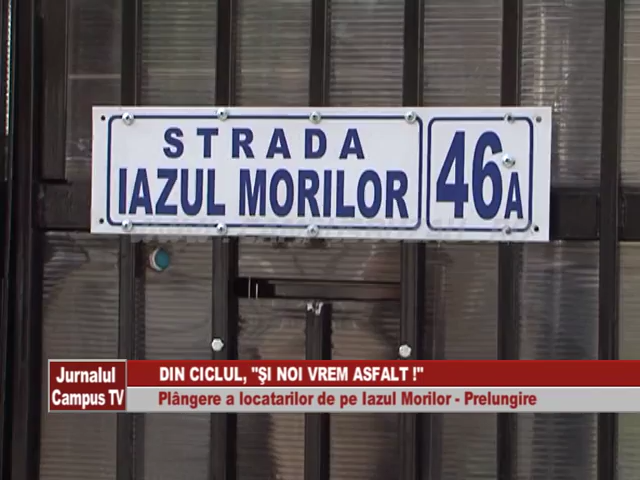 STRADA
IAZUL MORILOR
46A
Jurnalul
Campus TV
DIN CICLUL, "ŞI NOI VREM ASFALT !"
Plângere a locatarilor de pe Iazul Morilor - Prelungire